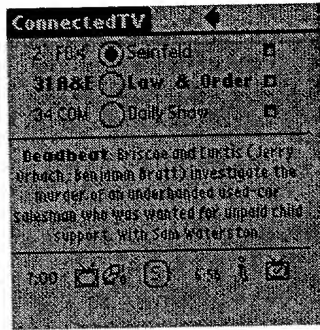 ConnectedTV
Seinfeld
31 A&E Law & Order
34 COM Daily Show
Deadbeat: Briscoe and Curtis (Jerry
Orbach, Benjamin Bratt) investigate the
murder of an underhanded used-car
salesman who was wanted for unpaid child
support. With Sam Waterston
7:00 S